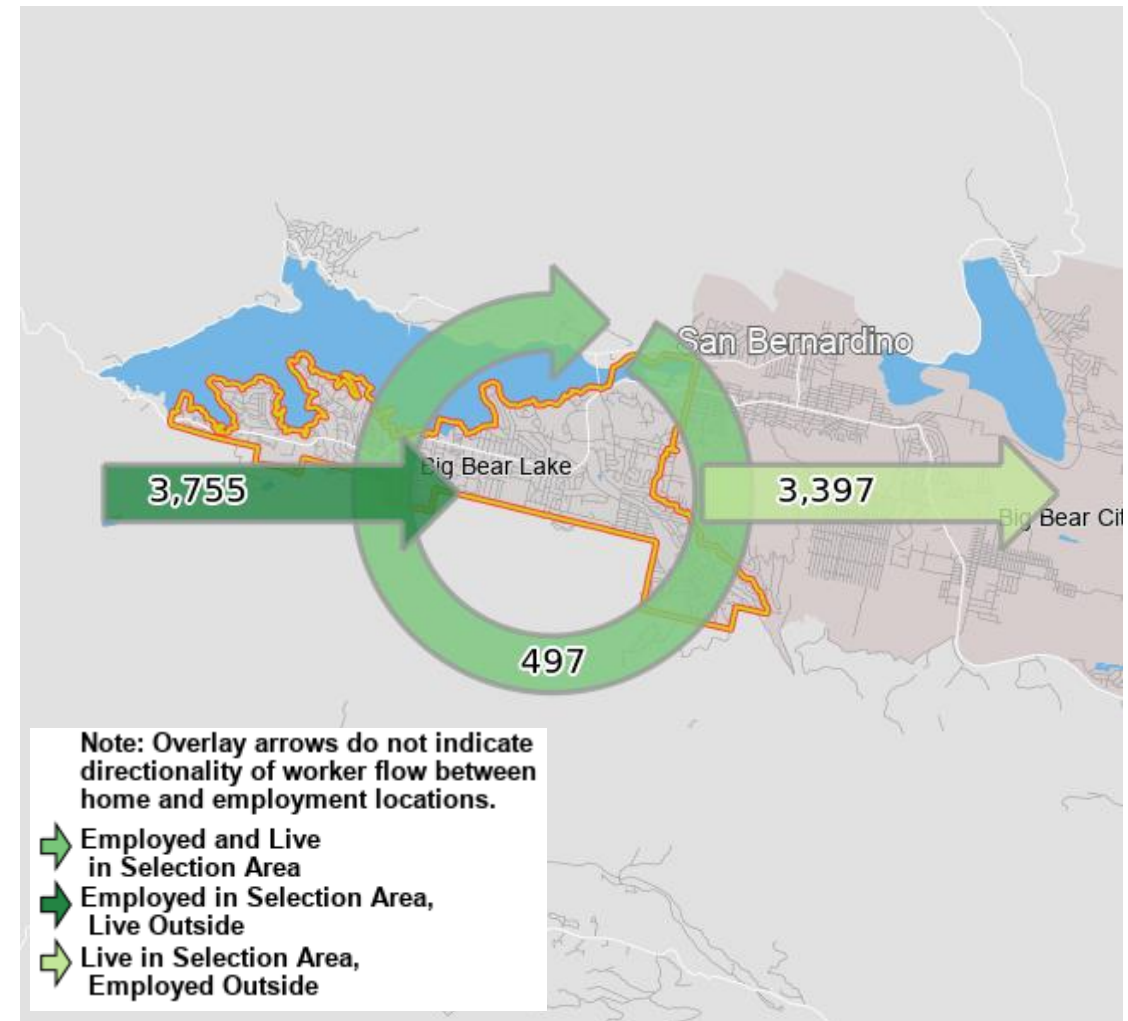 San Bernardino
Big Bear Lake
3,755
3,397
Big Bear Cit
497
Note: Overlay arrows do not indicate
directionality of worker flow between
home and employment locations.
Employed and Live
in Selection Area
Employed in Selection Area,
Live Outside
Live in Selection Area,
Employed Outside